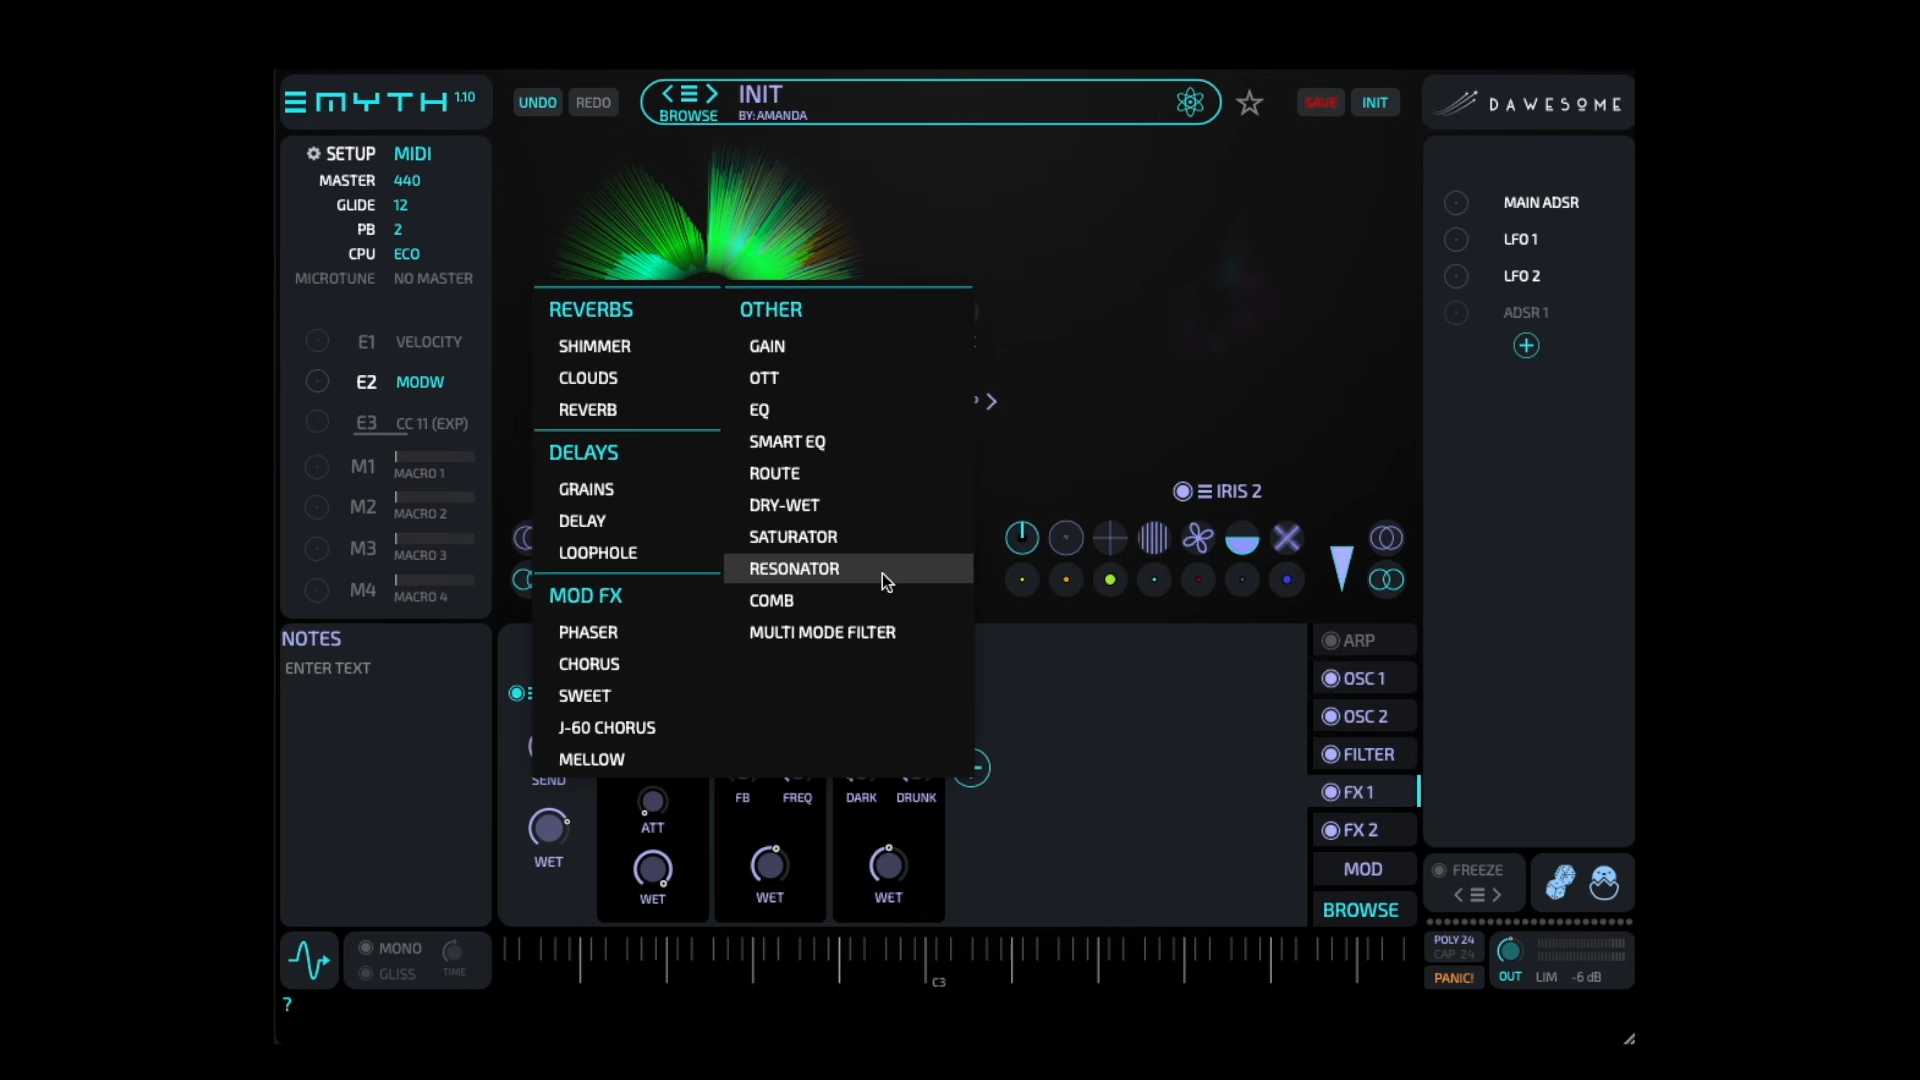 MYTH 1.10
UNDO
REDO
BROWSE
INIT
BY: AMANDA
SAVE
INIT
DAWESOME
SETUP MIDI
MASTER 440
GLIDE 12
PB 2
CPU ECO
MICROTUNE NO MASTER
E1 VELOCITY
E2 MODW
E3 CC 11 (EXP)
M1 MACRO 1
M2 MACRO 2
M3 MACRO 3
M4 MACRO 4
NOTES
ENTER TEXT
REVERBS
SHIMMER
CLOUDS
REVERB
DELAYS
GRAINS
DELAY
LOOPHOLE
MOD FX
PHASER
CHORUS
SWEET
J-60 CHORUS
MELLOW
OTHER
GAIN
OTT
EQ
SMART EQ
ROUTE
DRY-WET
SATURATOR
RESONATOR
COMB
MULTI MODE FILTER
IRIS 2
MAIN ADSR
LFO 1
LFO 2
ADSR 1
SEND
WET
ATT
WET
FB FREQ
WET
DARK DRUNK
WET
ARP
OSC 1
OSC 2
FILTER
FX 1
FX 2
MOD
BROWSE
FREEZE
MONO
GLISS
TIME
C3
POLY 24
CAP 24
PANIC!
OUT LIM -6 dB
?